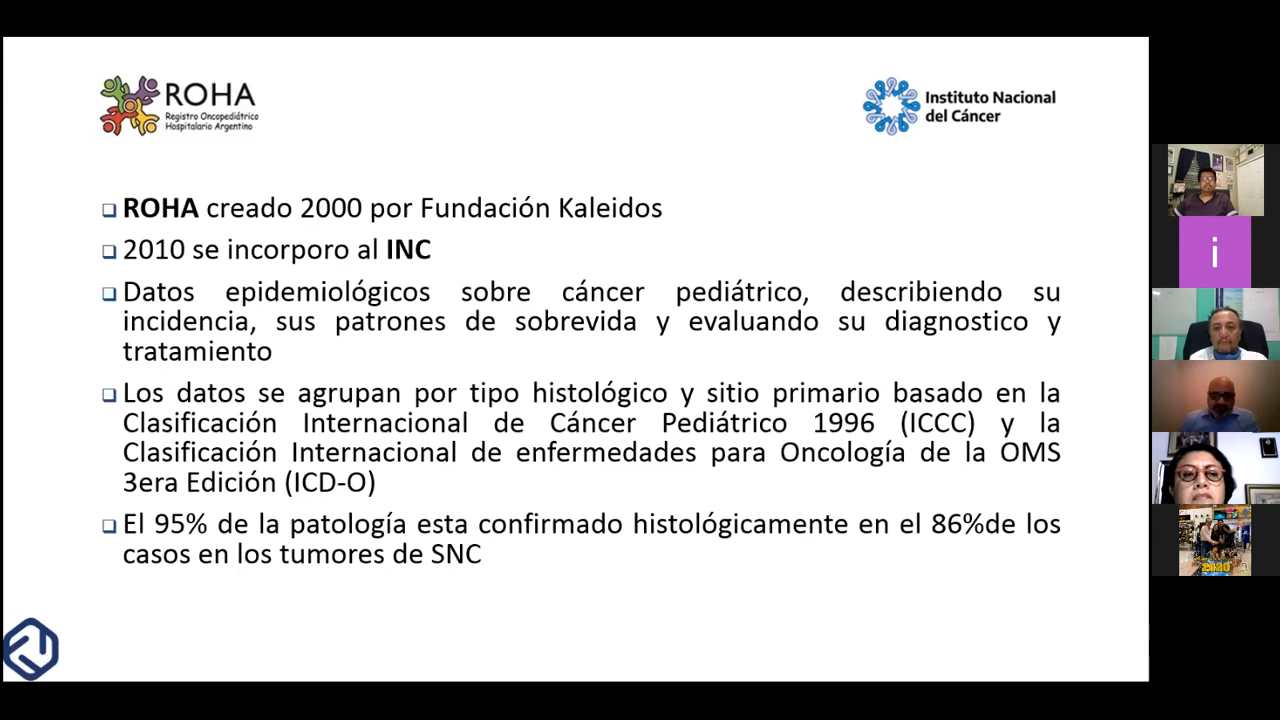 ROHA
Registro Oncopediátrico
Hospitalario Argentino
Instituto Nacional
del Cáncer
ROHA creado 2000 por Fundación Kaleidos
2010 se incorporo al INC
Datos epidemiológicos sobre cáncer pediátrico, describiendo su
incidencia, sus patrones de sobrevida y evaluando su diagnostico y
tratamiento
Los datos se agrupan por tipo histológico y sitio primario basado en la
Clasificación Internacional de Cáncer Pediátrico 1996 (ICCC) y la
Clasificación Internacional de enfermedades para Oncología de la OMS
3era Edición (ICD-O)
El 95% de la patología esta confirmado histológicamente en el 86%de los
casos en los tumores de SNC
i
2020